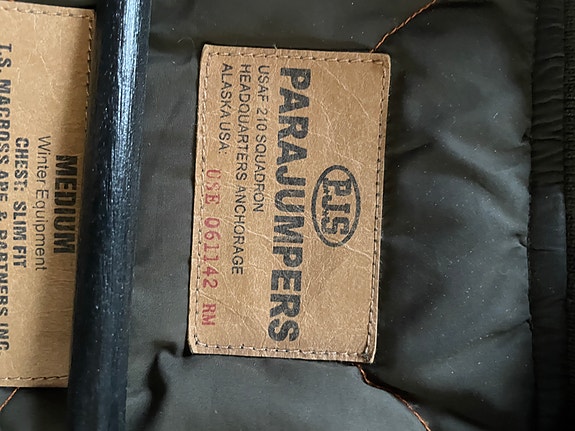 P.J.S
PARAJUMPERS
USAF 210 SQUADRON
HEADQUARTERS ANCHORAGE
ALASKA USA: USE 061142 RM
MEDIUM
Winter Equipment
CHEST: SLIM FIT
I.S. MACROSS APE & PARTNERS INC.